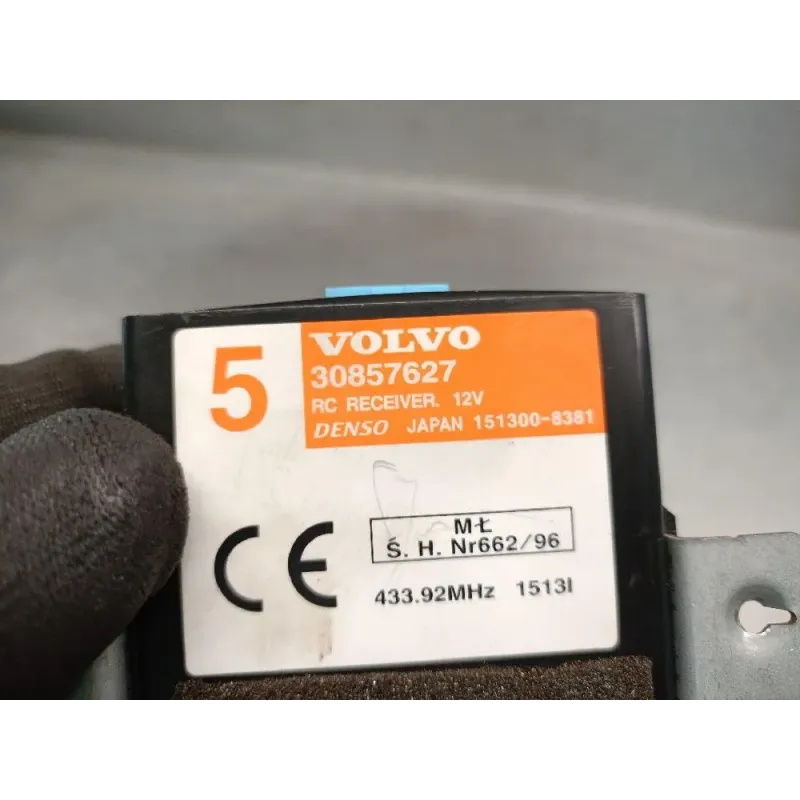 5
VOLVO
30857627
RC RECEIVER. 12V
DENSO JAPAN 151300-8381
CE
MŁ
Ś. H. Nr662/96
433.92MHz 1513I